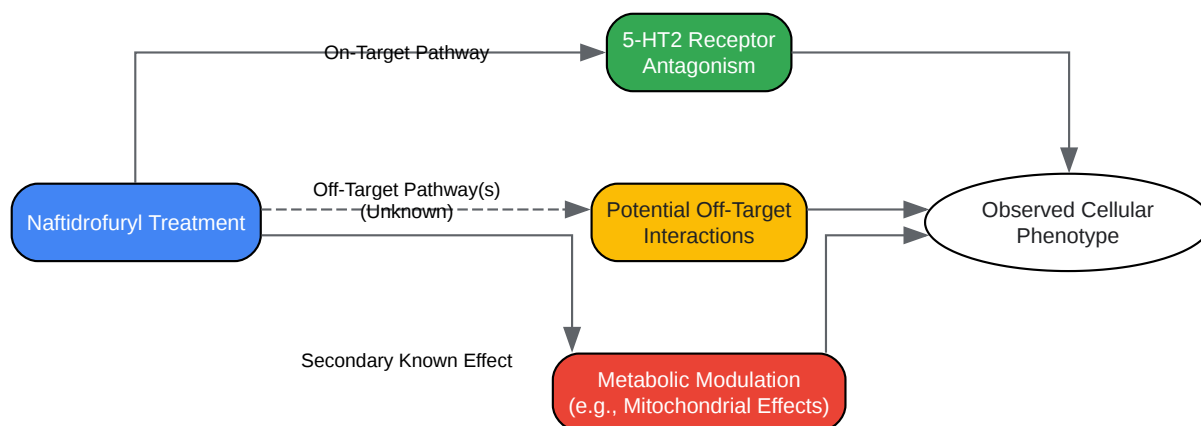 On-Target Pathway
5-HT2 Receptor
Antagonism
Naftidrofuryl Treatment
Off-Target Pathway(s)
(Unknown)
Potential Off-Target
Interactions
Observed Cellular
Phenotype
Secondary Known Effect
Metabolic Modulation
(e.g., Mitochondrial Effects)